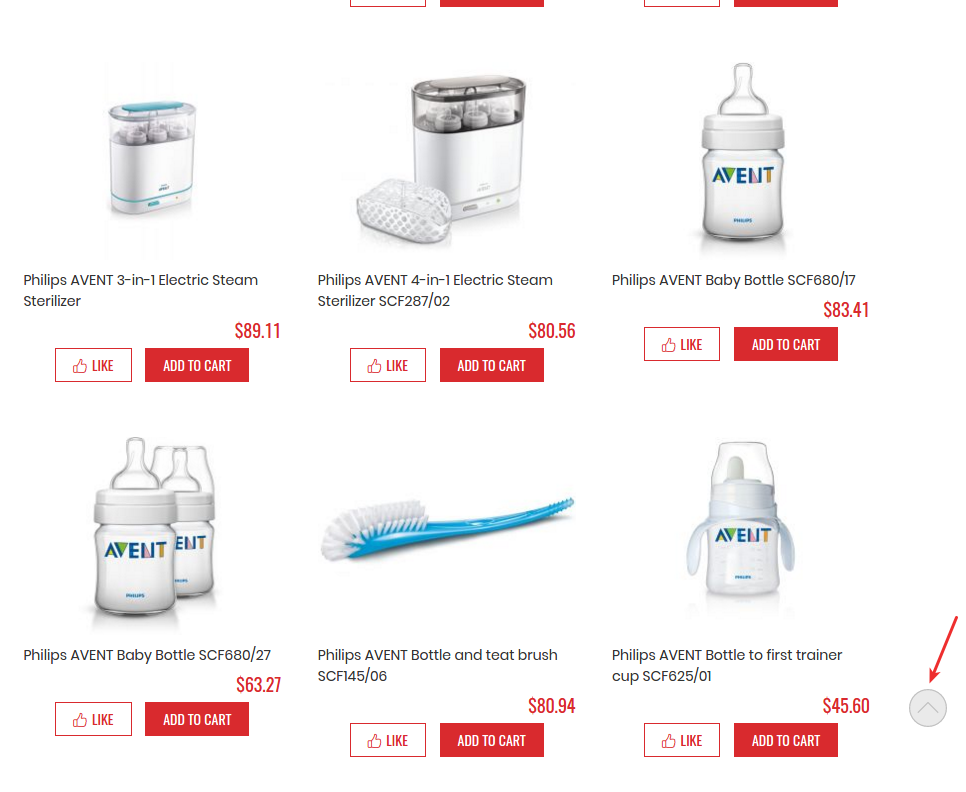 AVENT
PHILIPS
Philips AVENT 3-in-1 Electric Steam
Sterilizer
$89.11
LIKE
ADD TO CART
Philips AVENT 4-in-1 Electric Steam
Sterilizer SCF287/02
$80.56
LIKE
ADD TO CART
Philips AVENT Baby Bottle SCF680/17
$83.41
LIKE
ADD TO CART
AVENT
ENT
PHILIPS
AVENT
PHILIPS
Philips AVENT Baby Bottle SCF680/27
$63.27
LIKE
ADD TO CART
Philips AVENT Bottle and teat brush
SCF145/06
$80.94
LIKE
ADD TO CART
Philips AVENT Bottle to first trainer
cup SCF625/01
$45.60
LIKE
ADD TO CART